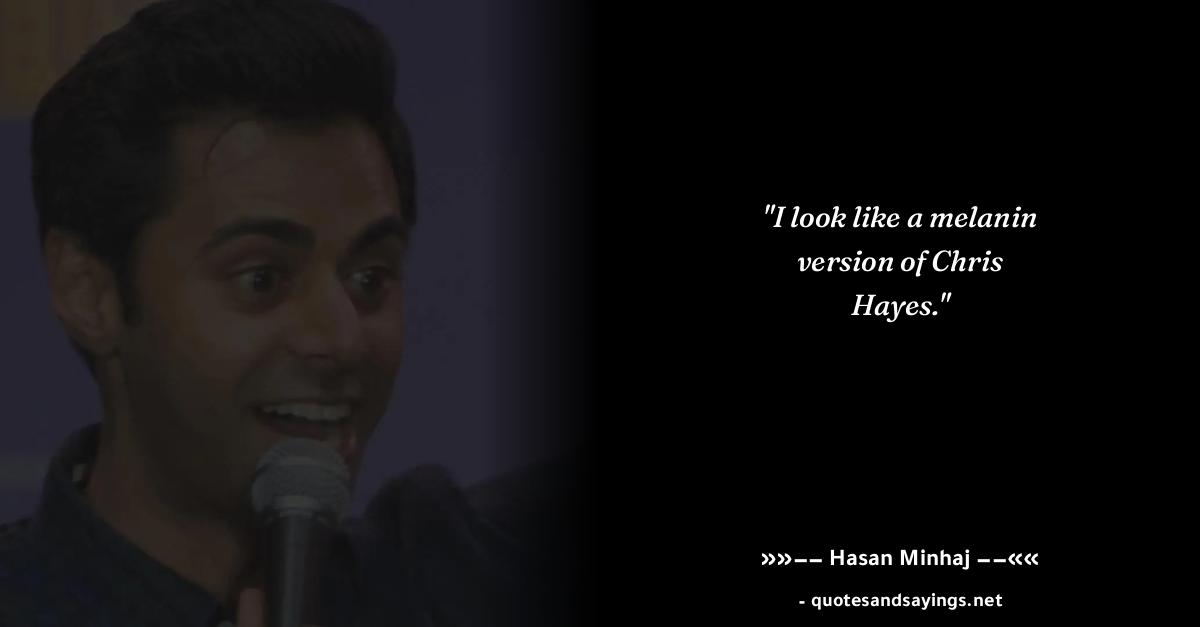 "I look like a melanin
version of Chris
Hayes."
»»−− Hasan Minhaj −−««
- quotesandsayings.net